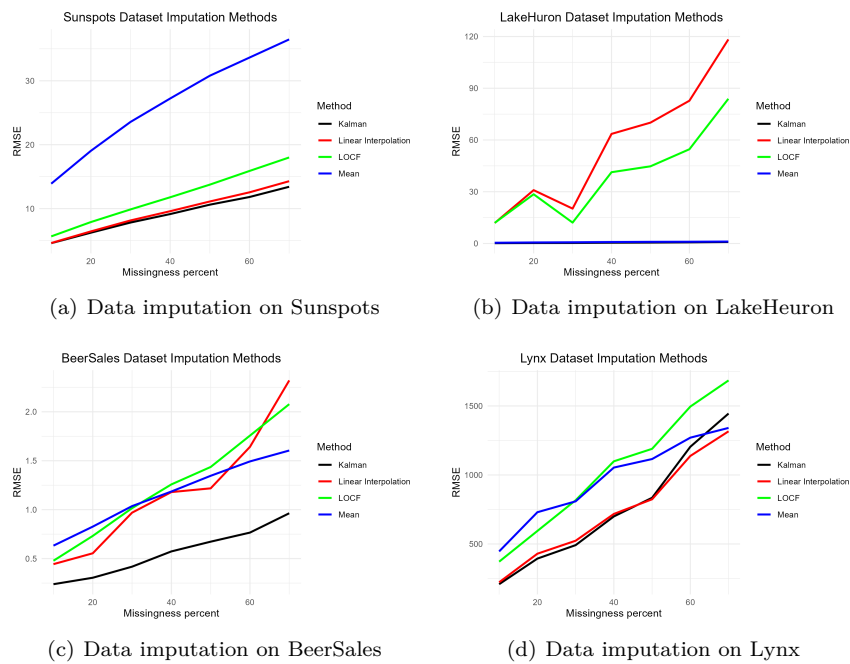 Sunspots Dataset Imputation Methods
RMSE
30
20
10
20
40
60
Missingness percent
Method
Kalman
Linear Interpolation
LOCF
Mean
(a) Data imputation on Sunspots
LakeHuron Dataset Imputation Methods
RMSE
120
90
60
30
0
20
40
60
Missingness percent
Method
Kalman
Linear Interpolation
LOCF
Mean
(b) Data imputation on LakeHeuron
BeerSales Dataset Imputation Methods
RMSE
2.0
1.5
1.0
0.5
20
40
60
Missingness percent
Method
Kalman
Linear Interpolation
LOCF
Mean
(c) Data imputation on BeerSales
Lynx Dataset Imputation Methods
RMSE
1500
1000
500
20
40
60
Missingness percent
Method
Kalman
Linear Interpolation
LOCF
Mean
(d) Data imputation on Lynx